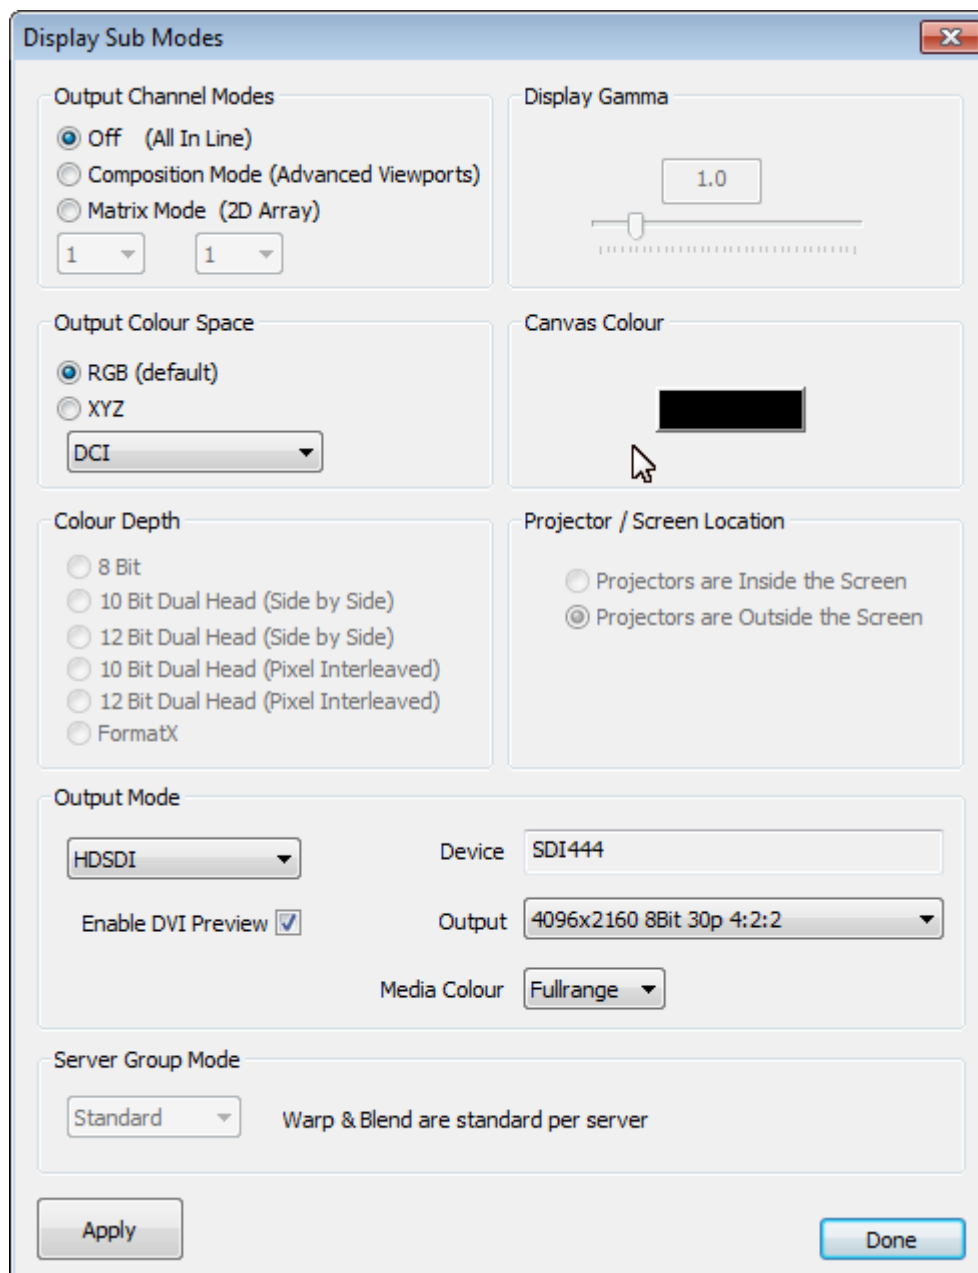 Display Sub Modes
Output Channel Modes
Off (All In Line)
Composition Mode (Advanced Viewports)
Matrix Mode (2D Array)
1 1
Display Gamma
1.0
Output Colour Space
RGB (default)
XYZ
DCI
Canvas Colour
Colour Depth
8 Bit
10 Bit Dual Head (Side by Side)
12 Bit Dual Head (Side by Side)
10 Bit Dual Head (Pixel Interleaved)
12 Bit Dual Head (Pixel Interleaved)
FormatX
Projector / Screen Location
Projectors are Inside the Screen
Projectors are Outside the Screen
Output Mode
HDSDI
Device SDI444
Enable DVI Preview
Output 4096x2160 8Bit 30p 4:2:2
Media Colour Fullrange
Server Group Mode
Standard Warp & Blend are standard per server
Apply
Done